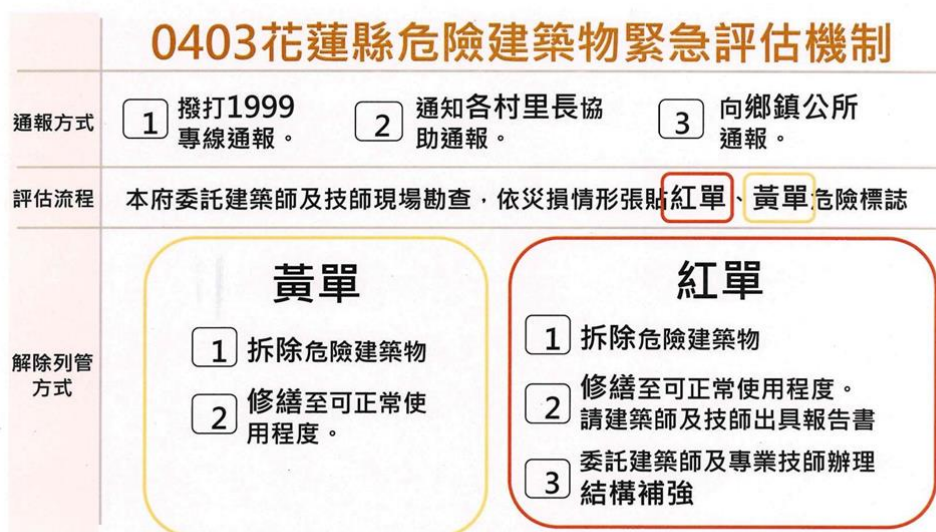 0403花蓮縣危險建築物緊急評估機制
通報方式
1 撥打1999
專線通報。
2 通知各村里長協
助通報。
3 向鄉鎮公所
通報。
評估流程
本府委託建築師及技師現場勘查，依災損情形張貼紅單、黃單危險標誌
解除列管
方式
黃單
1 拆除危險建築物
2 修繕至可正常使
用程度。
紅單
1 拆除危險建築物
2 修繕至可正常使用程度。
請建築師及技師出具報告書
3 委託建築師及專業技師辦理
結構補強